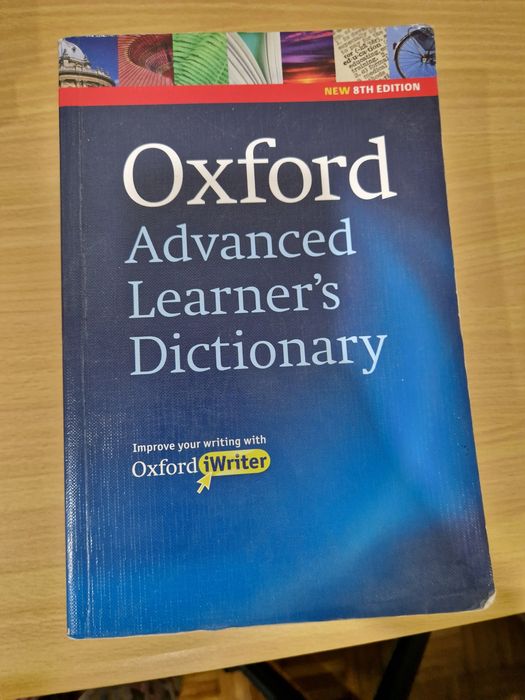 NEW 8TH EDITION
Oxford
Advanced
Learner's
Dictionary
Improve your writing with
Oxford iWriter